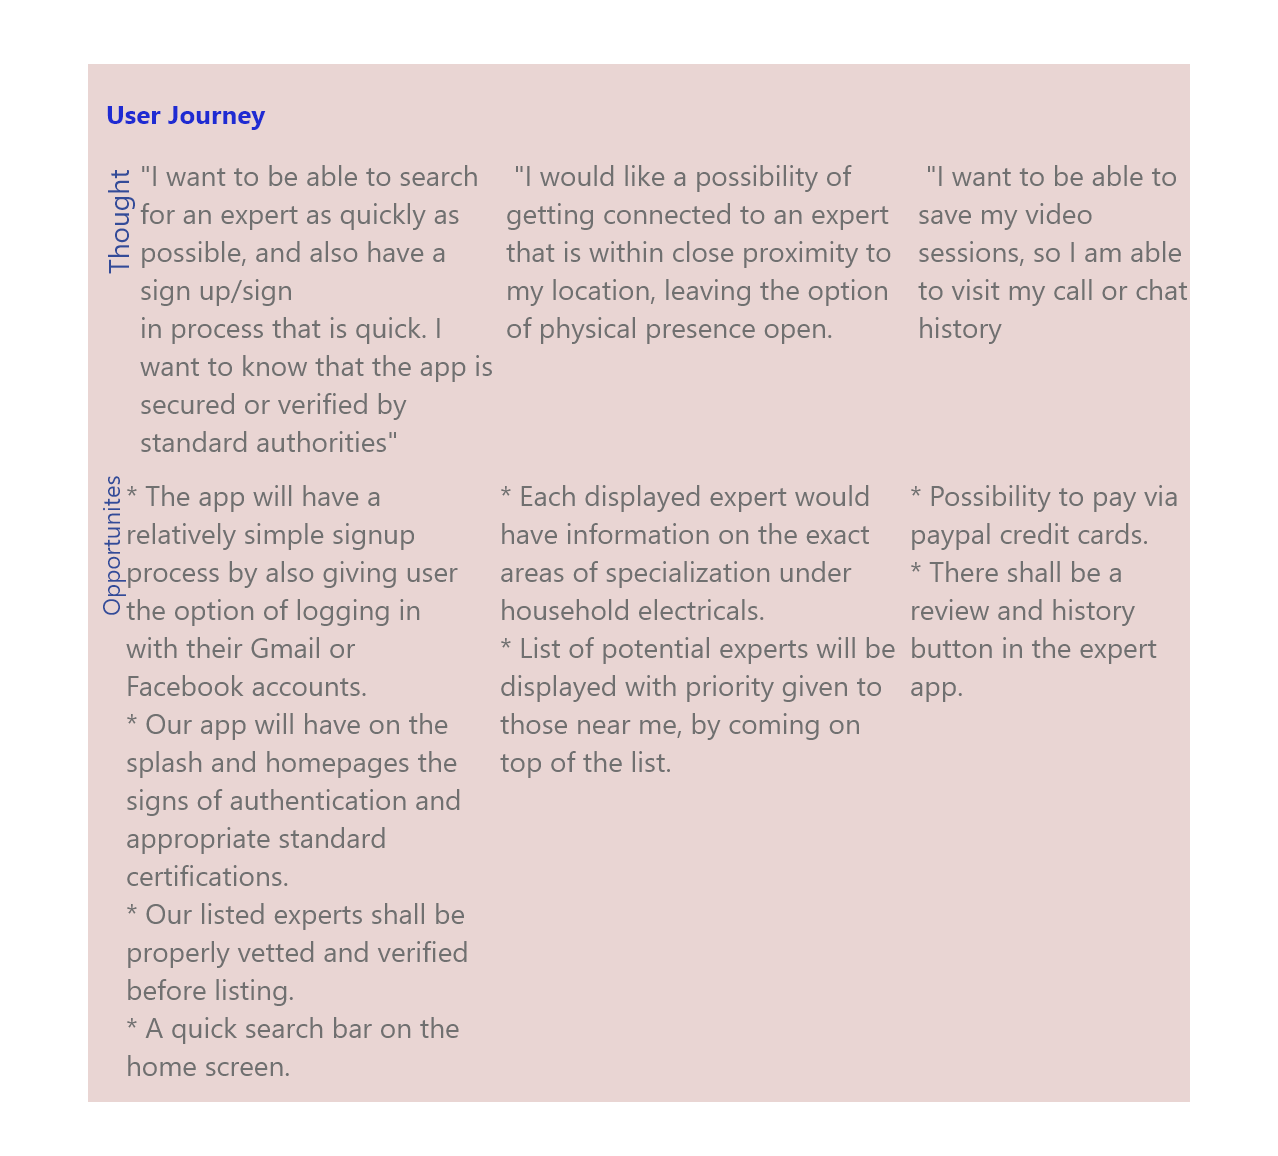 User Journey
Thought
"I want to be able to search
for an expert as quickly as
possible, and also have a
sign up/sign
in process that is quick. I
want to know that the app is
secured or verified by
standard authorities"
"I would like a possibility of
getting connected to an expert
that is within close proximity to
my location, leaving the option
of physical presence open.
"I want to be able to
save my video
sessions, so I am able
to visit my call or chat
history
Opportunites
* The app will have a
relatively simple signup
process by also giving user
the option of logging in
with their Gmail or
Facebook accounts.
* Our app will have on the
splash and homepages the
signs of authentication and
appropriate standard
certifications.
* Our listed experts shall be
properly vetted and verified
before listing.
* A quick search bar on the
home screen.
* Each displayed expert would
have information on the exact
areas of specialization under
household electricals.
* List of potential experts will be
displayed with priority given to
those near me, by coming on
top of the list.
* Possibility to pay via
paypal credit cards.
* There shall be a
review and history
button in the expert
app.